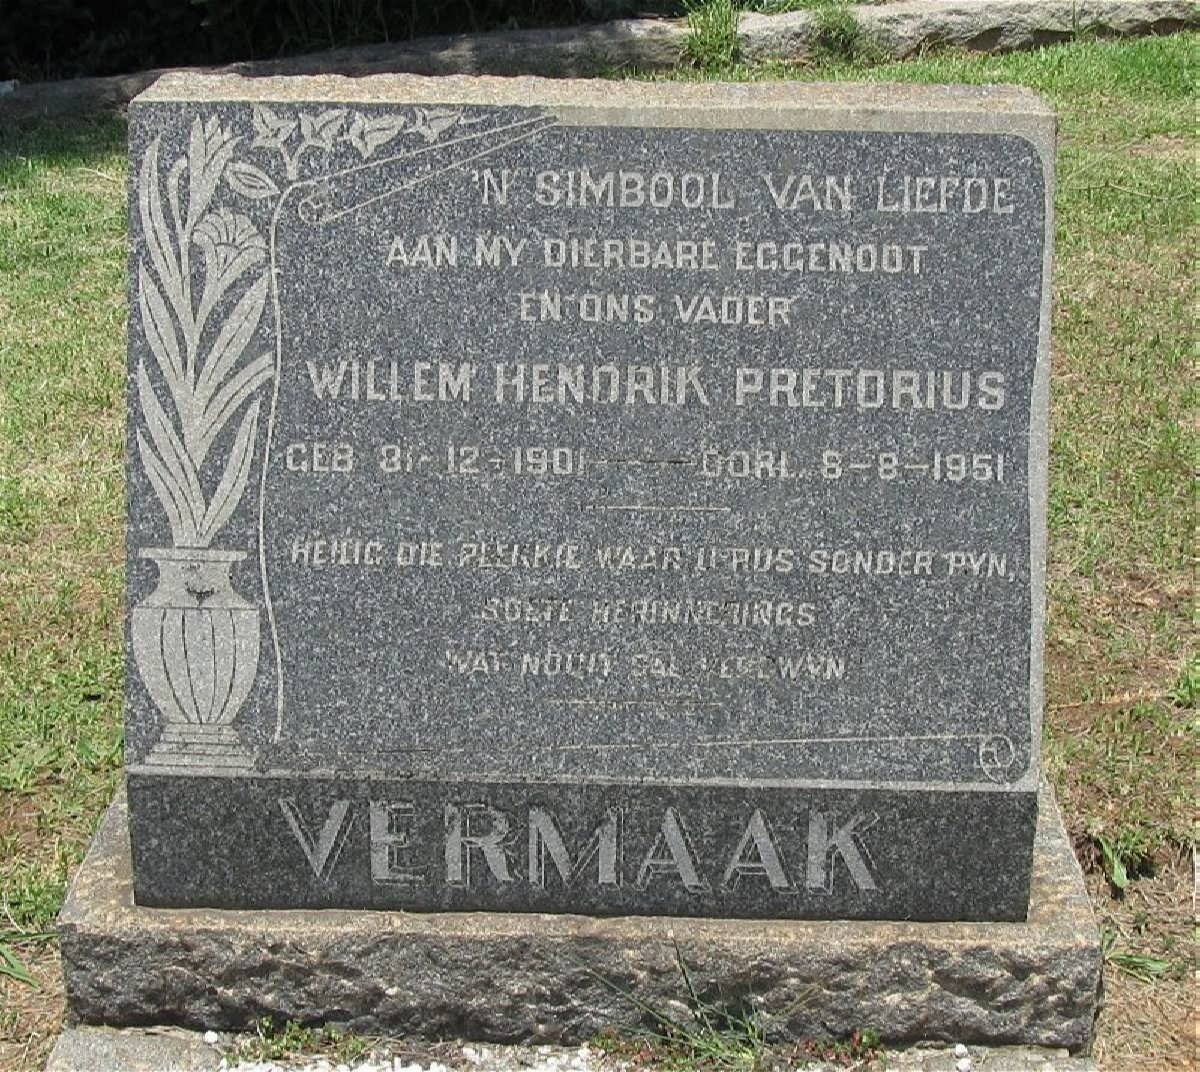 'N SIMBOOL VAN LIEFDE
AAN MY DIERBARE EGGENOOT
EN ONS VADER
WILLEM HENDRIK PRETORIUS
GEB 31-12-1901 — OORL. 8-8-1951
HEILIG DIE PLEKKIE WAAR U RUS SONDER PYN,
SOETE HERINNERINGS
WAT NOOIT SAL VERDWYN
VERMAAK